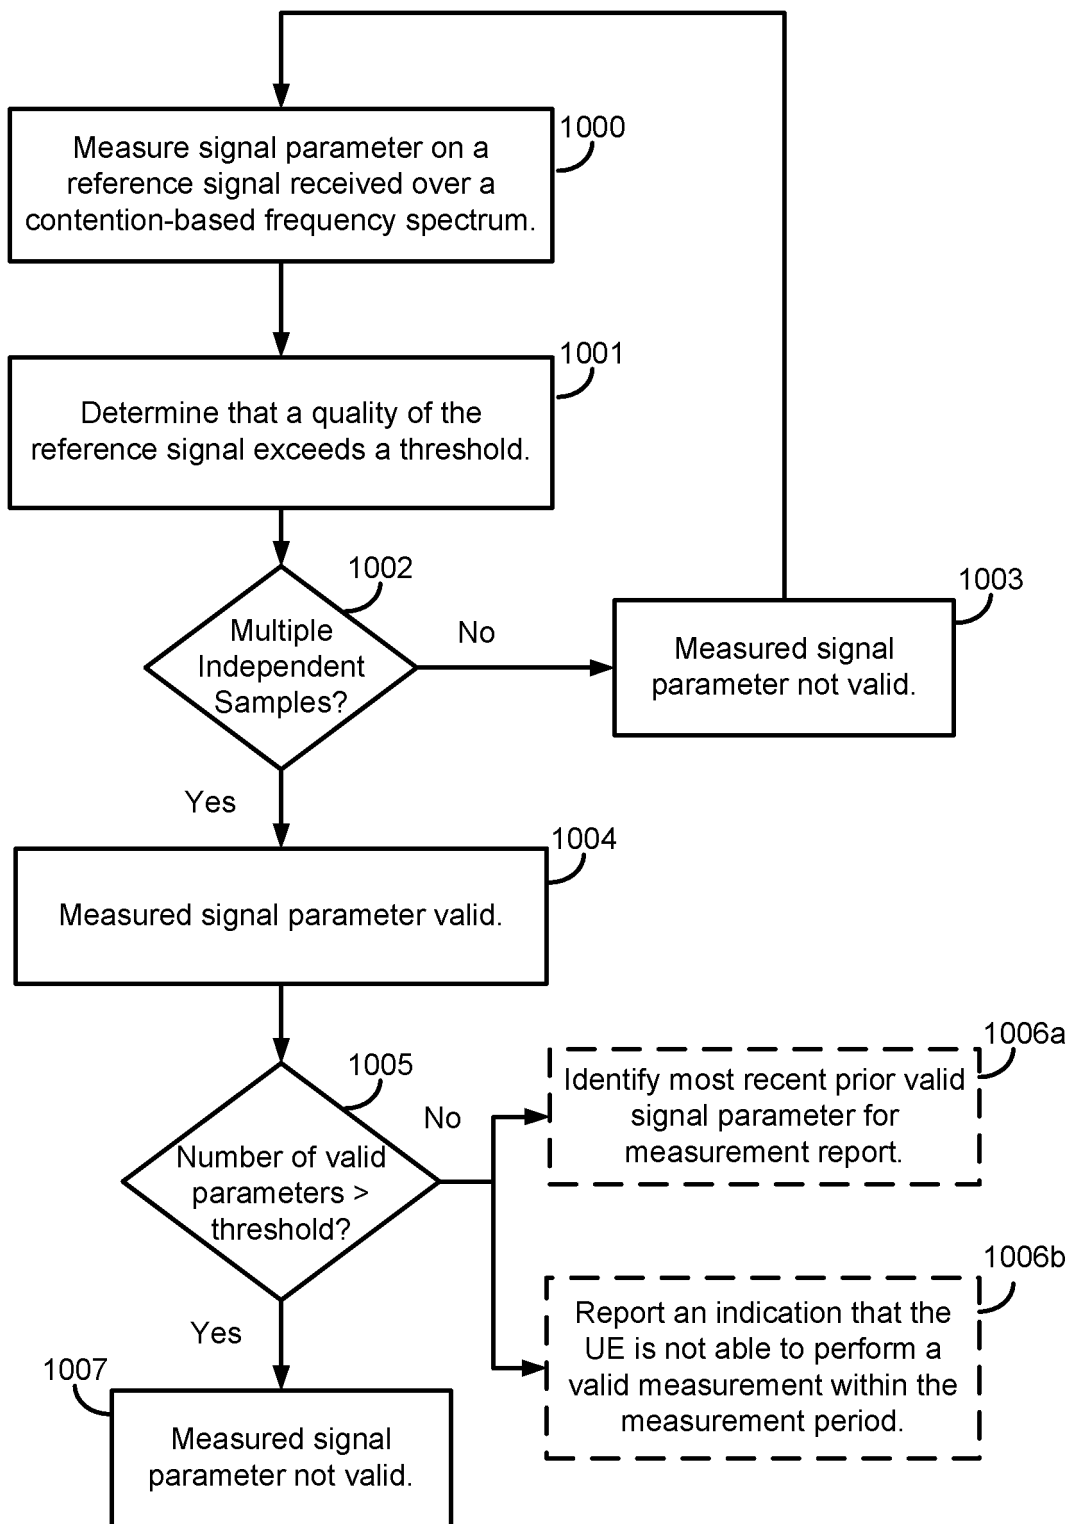 1000
Measure signal parameter on a
reference signal received over a
contention-based frequency spectrum.
1001
Determine that a quality of the
reference signal exceeds a threshold.
1002
Multiple
Independent
Samples?
No
1003
Measured signal
parameter not valid.
Yes
1004
Measured signal parameter valid.
1005
Number of valid
parameters >
threshold?
No
1006a
Identify most recent prior valid
signal parameter for
measurement report.
1006b
Report an indication that the
UE is not able to perform a
valid measurement within the
measurement period.
Yes
1007
Measured signal
parameter not valid.